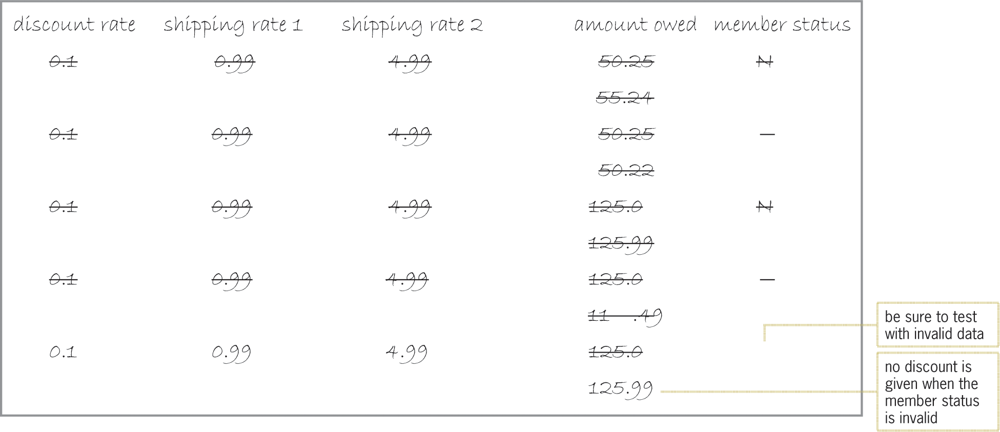 discount rate shipping rate 1 shipping rate 2 amount owed member status
0.1 0.99 4.99 50.25 N
55.24
0.1 0.99 4.99 50.25 —
50.22
0.1 0.99 4.99 125.0 N
125.99
0.1 0.99 4.99 125.0 —
11 .49
0.1 0.99 4.99 125.0
125.99
be sure to test
with invalid data
no discount is
given when the
member status
is invalid